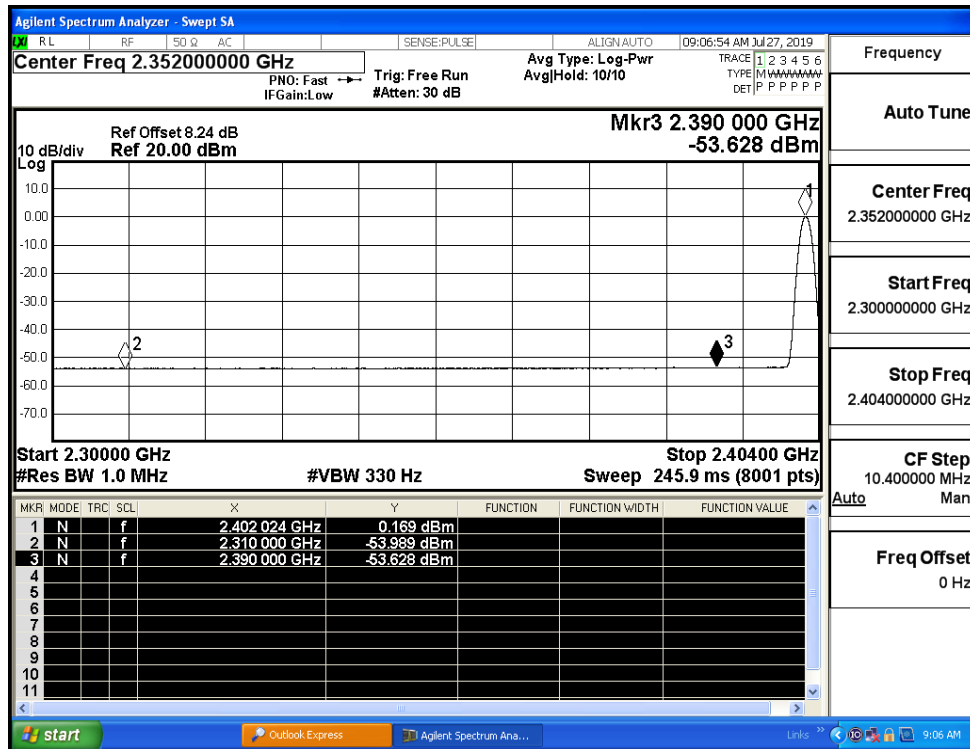 Agilent Spectrum Analyzer - Swept SA
LXI RL RF 50 Ω AC SENSE:PULSE ALIGN AUTO 09:06:54 AM Jul 27, 2019
Center Freq 2.352000000 GHz
PNO: Fast
IFGain:Low
Trig: Free Run
#Atten: 30 dB
Avg Type: Log-Pwr
Avg|Hold: 10/10
TRACE 1 2 3 4 5 6
TYPE M W W W W W
DET P P P P P P
Mkr3 2.390 000 GHz
-53.628 dBm
Ref Offset 8.24 dB
10 dB/div Ref 20.00 dBm
Log
10.0
0.00
-10.0
-20.0
-30.0
-40.0
-50.0
-60.0
-70.0
1
2
3
Start 2.30000 GHz Stop 2.40400 GHz
#Res BW 1.0 MHz #VBW 330 Hz Sweep 245.9 ms (8001 pts)
MKR MODE TRC SCL X Y FUNCTION FUNCTION WIDTH FUNCTION VALUE
1 N f 2.402 024 GHz 0.169 dBm
2 N f 2.310 000 GHz -53.989 dBm
3 N f 2.390 000 GHz -53.628 dBm
4
5
6
7
8
9
10
11
Frequency
Auto Tune
Center Freq
2.352000000 GHz
Start Freq
2.300000000 GHz
Stop Freq
2.404000000 GHz
CF Step
10.400000 MHz
Auto Man
Freq Offset
0 Hz
start Outlook Express Agilent Spectrum Ana... Links » 9:06 AM